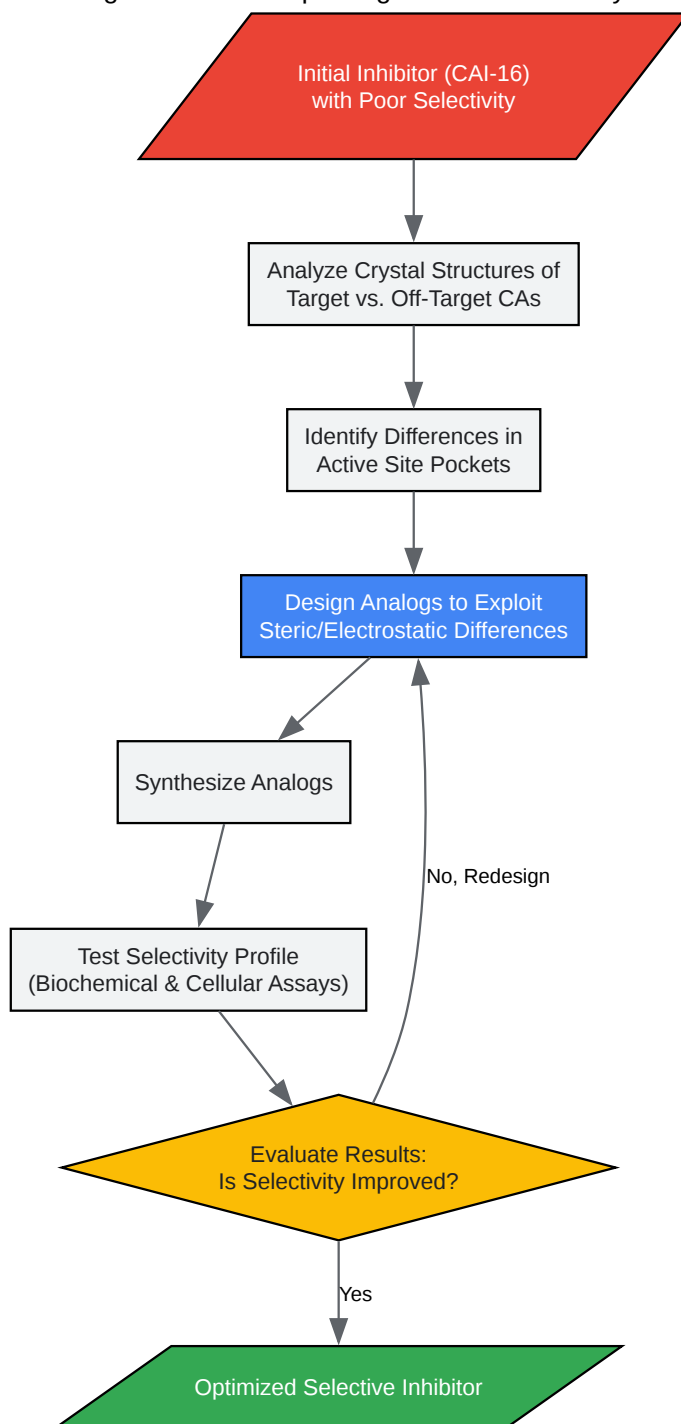 Initial Inhibitor (CAI-16)
with Poor Selectivity
Analyze Crystal Structures of
Target vs. Off-Target CAs
Identify Differences in
Active Site Pockets
Design Analogs to Exploit
Steric/Electrostatic Differences
Synthesize Analogs
No, Redesign
Test Selectivity Profile
(Biochemical & Cellular Assays)
Evaluate Results:
Is Selectivity Improved?
Yes
Optimized Selective Inhibitor